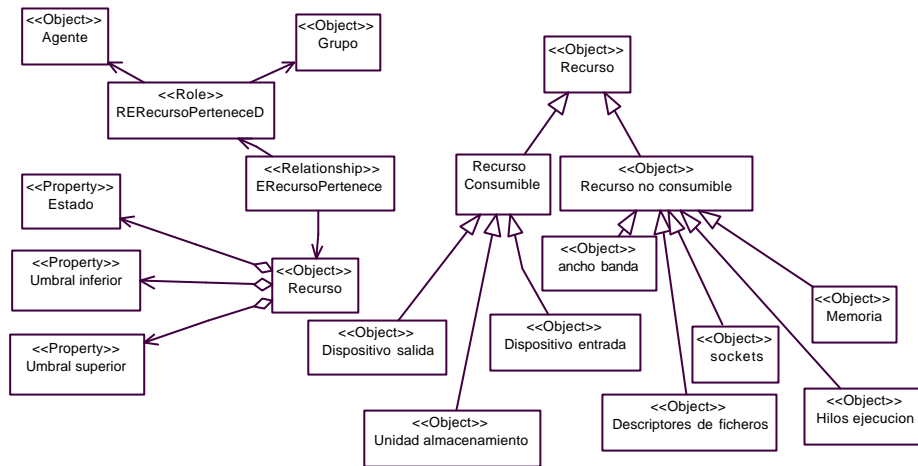 <<Object>>
Agente
<<Object>>
Grupo
<<Role>>
RERecursoPerteneceD
<<Relationship>>
ERecursoPertenece
<<Property>>
Estado
<<Property>>
Umbral inferior
<<Property>>
Umbral superior
<<Object>>
Recurso
<<Object>>
Recurso
Recurso
Consumible
<<Object>>
Recurso no consumible
<<Object>>
ancho banda
<<Object>>
Dispositivo salida
<<Object>>
Dispositivo entrada
<<Object>>
Memoria
<<Object>>
sockets
<<Object>>
Unidad almacenamiento
<<Object>>
Descriptores de ficheros
<<Object>>
Hilos ejecucion